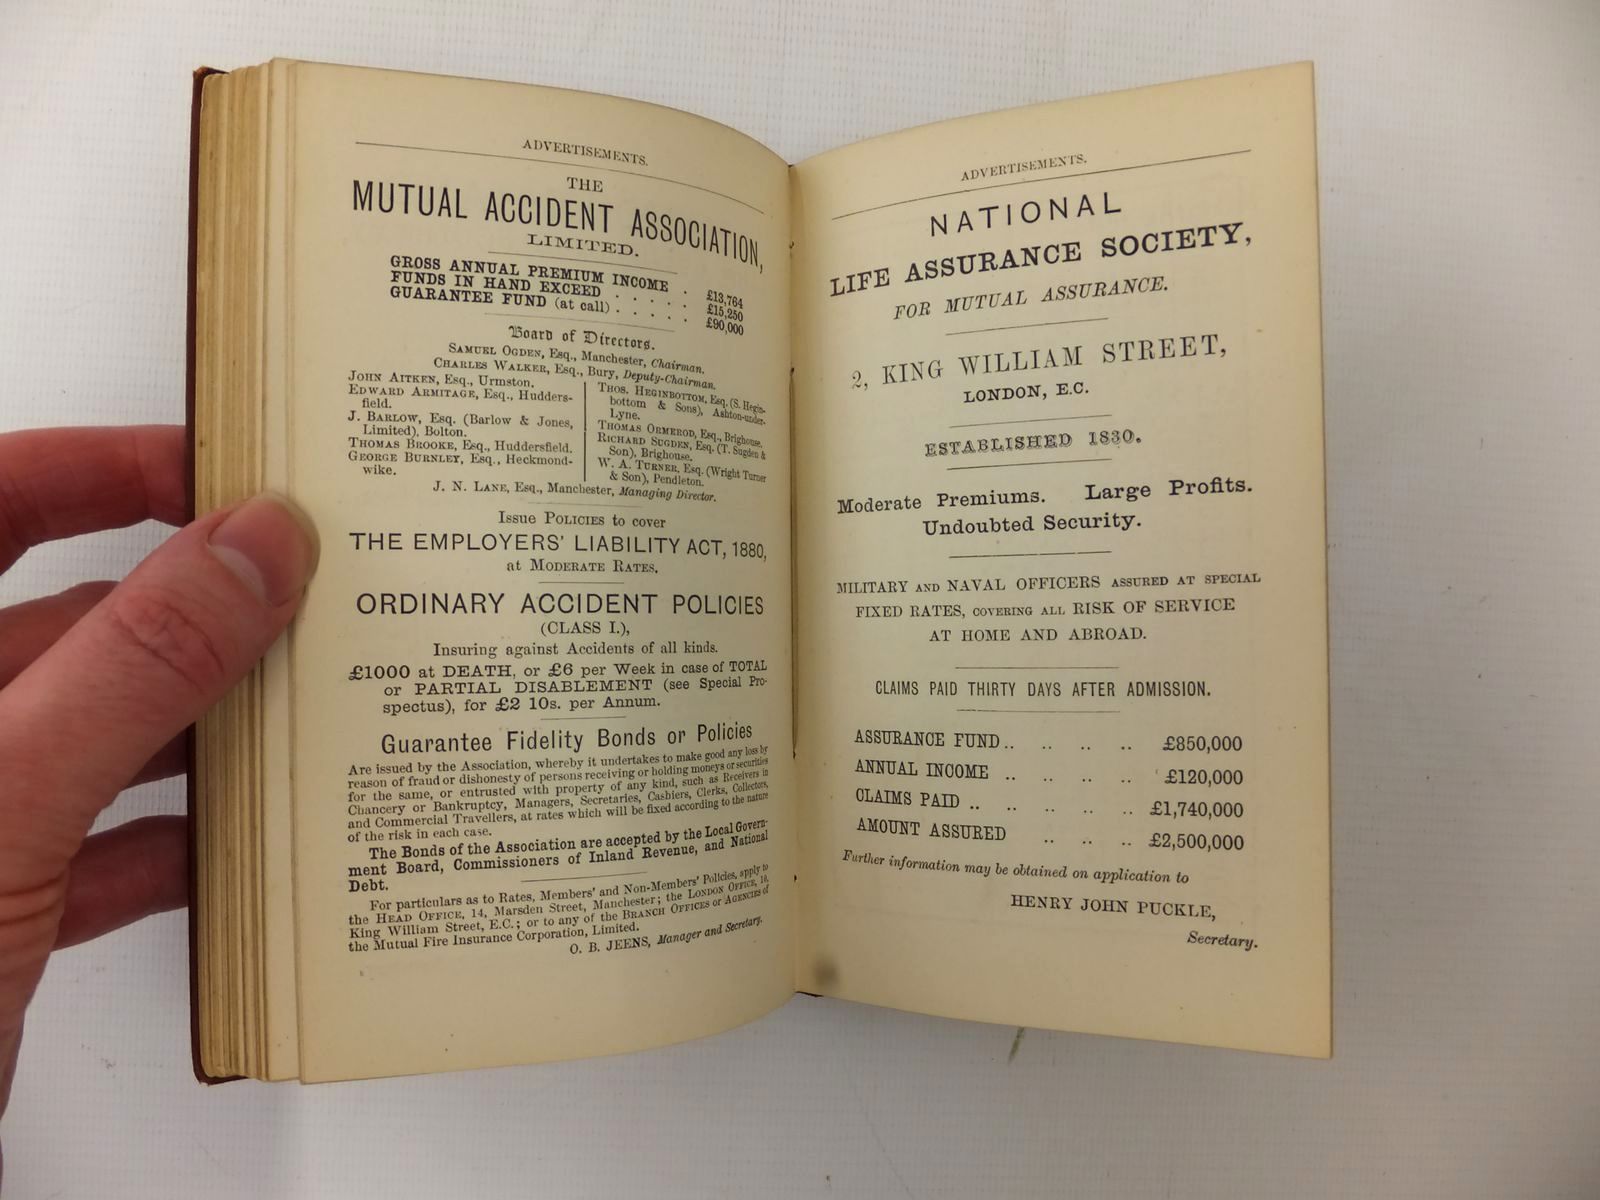 ADVERTISEMENTS.
THE
MUTUAL ACCIDENT ASSOCIATION,
LIMITED.
GROSS ANNUAL PREMIUM INCOME . £13,764
FUNDS IN HAND EXCEED . . . . . £15,250
GUARANTEE FUND (at call) . . . . . £90,000
Board of Directors.
SAMUEL OGDEN, Esq., Manchester, Chairman.
CHARLES WALKER, Esq., Bury, Deputy-Chairman.
JOHN AITKEN, Esq., Urmston.
EDWARD ARMITAGE, Esq., Hudders-
field.
J. BARLOW, Esq. (Barlow & Jones,
Limited), Bolton.
THOMAS BROOKE, Esq., Huddersfield.
GEORGE BURNLEY, Esq., Heckmond-
wike.
THOS. HEGINBOTTOM, Esq. (S. Hegin-
bottom & Sons), Ashton-under-
Lyne.
THOMAS ORMEROD, Esq., Brighouse.
RICHARD SUGDEN, Esq. (T. Sugden &
Son), Brighouse.
W. A. TURNER, Esq. (Wright Turner
& Son), Pendleton.
J. N. LANE, Esq., Manchester, Managing Director.
Issue POLICIES to cover
THE EMPLOYERS' LIABILITY ACT, 1880,
at MODERATE RATES.
ORDINARY ACCIDENT POLICIES
(CLASS I.),
Insuring against Accidents of all kinds.
£1000 at DEATH, or £6 per Week in case of TOTAL
or PARTIAL DISABLEMENT (see Special Pro-
spectus), for £2 10s. per Annum.
Guarantee Fidelity Bonds or Policies
Are issued by the Association, whereby it undertakes to make good any loss by
reason of fraud or dishonesty of persons receiving or holding moneys or securities
for the same, or entrusted with property of any kind, such as Receivers in
Chancery or Bankruptcy, Managers, Secretaries, Cashiers, Clerks, Collectors,
and Commercial Travellers, at rates which will be fixed according to the nature
of the risk in each case.
The Bonds of the Association are accepted by the Local Govern-
ment Board, Commissioners of Inland Revenue, and National
Debt.
For particulars as to Rates, Members' and Non-Members' Policies, apply to
the HEAD OFFICE, 14, Marsden Street, Manchester; the LONDON OFFICE, 10,
King William Street, E.C.; or to any of the BRANCH OFFICES or AGENCIES of
the Mutual Fire Insurance Corporation, Limited.
O. B. JEENS, Manager and Secretary.
ADVERTISEMENTS.
NATIONAL
LIFE ASSURANCE SOCIETY,
FOR MUTUAL ASSURANCE.
2, KING WILLIAM STREET,
LONDON, E.C.
ESTABLISHED 1830.
Moderate Premiums. Large Profits.
Undoubted Security.
MILITARY AND NAVAL OFFICERS ASSURED AT SPECIAL
FIXED RATES, COVERING ALL RISK OF SERVICE
AT HOME AND ABROAD.
CLAIMS PAID THIRTY DAYS AFTER ADMISSION.
ASSURANCE FUND .. .. .. .. £850,000
ANNUAL INCOME .. .. .. .. £120,000
CLAIMS PAID .. .. .. .. .. £1,740,000
AMOUNT ASSURED .. .. .. £2,500,000
Further information may be obtained on application to
HENRY JOHN PUCKLE,
Secretary.